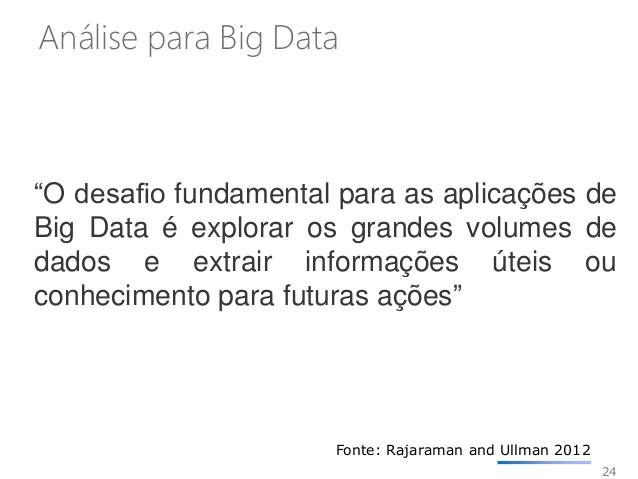 Análise para Big Data
“O desafio fundamental para as aplicações de
Big Data é explorar os grandes volumes de
dados e extrair informações úteis ou
conhecimento para futuras ações”
Fonte: Rajaraman and Ullman 2012
24